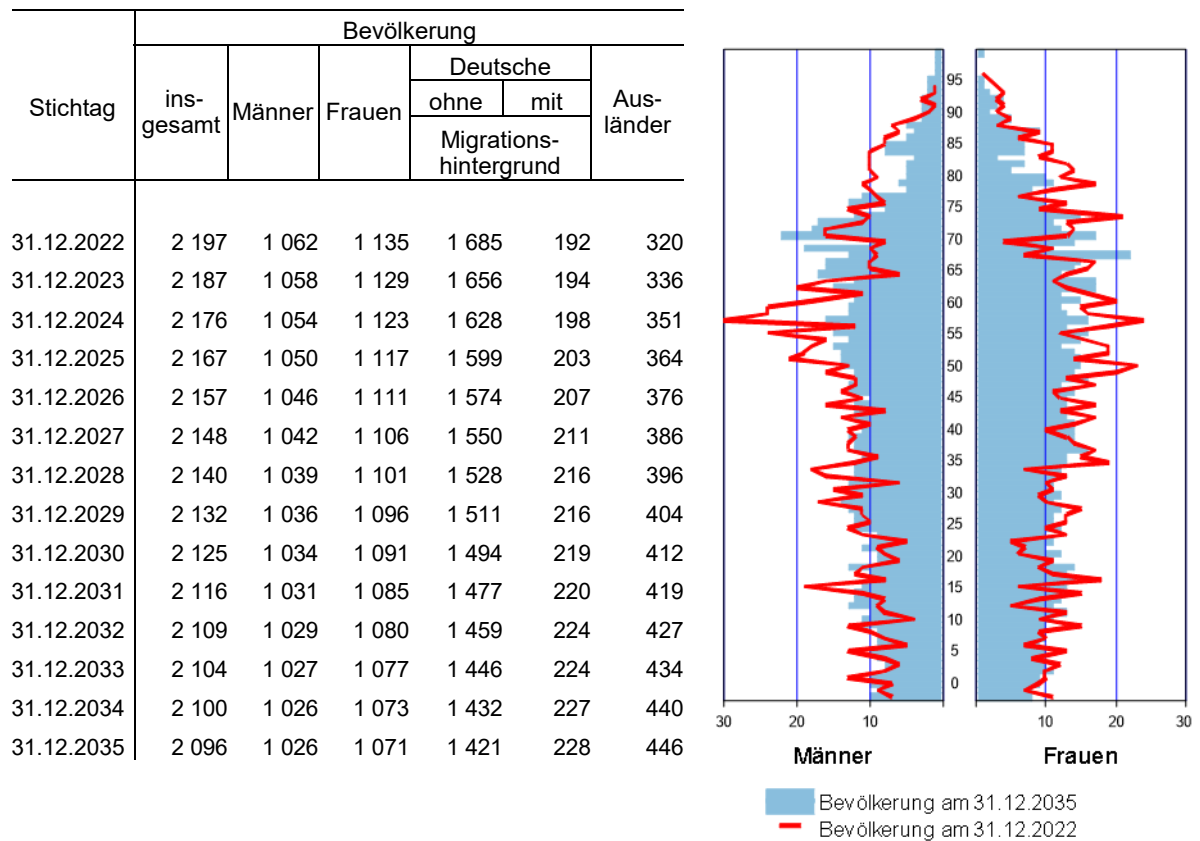 Bevölkerung
Stichtag
ins-
gesamt
Männer
Frauen
Deutsche
ohne mit
Migrations-
hintergrund
Aus-
länder
31.12.2022 2 197 1 062 1 135 1 685 192 320
31.12.2023 2 187 1 058 1 129 1 656 194 336
31.12.2024 2 176 1 054 1 123 1 628 198 351
31.12.2025 2 167 1 050 1 117 1 599 203 364
31.12.2026 2 157 1 046 1 111 1 574 207 376
31.12.2027 2 148 1 042 1 106 1 550 211 386
31.12.2028 2 140 1 039 1 101 1 528 216 396
31.12.2029 2 132 1 036 1 096 1 511 216 404
31.12.2030 2 125 1 034 1 091 1 494 219 412
31.12.2031 2 116 1 031 1 085 1 477 220 419
31.12.2032 2 109 1 029 1 080 1 459 224 427
31.12.2033 2 104 1 027 1 077 1 446 224 434
31.12.2034 2 100 1 026 1 073 1 432 227 440
31.12.2035 2 096 1 026 1 071 1 421 228 446
95
90
85
80
75
70
65
60
55
50
45
40
35
30
25
20
15
10
5
0
30 20 10 10 20 30
Männer Frauen
Bevölkerung am 31.12.2035
Bevölkerung am 31.12.2022